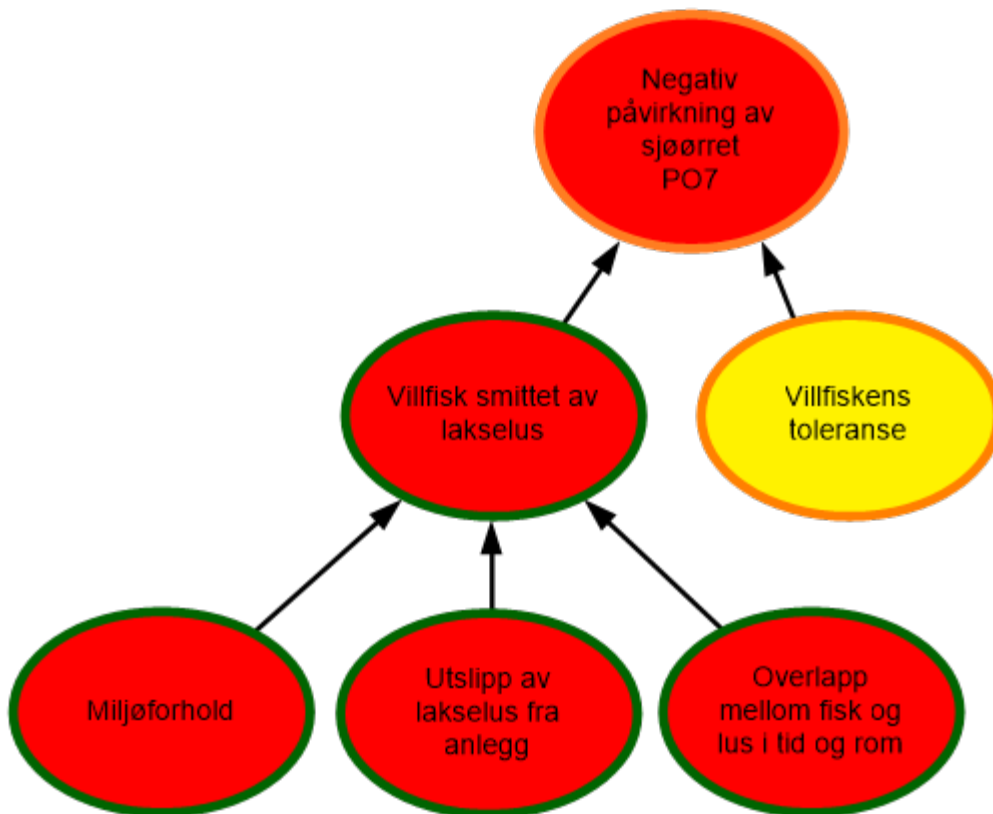 Negativ
påvirkning av
sjøørret
PO7
Villfisk smittet av
lakselus
Villfiskens
toleranse
Miljøforhold
Utslipp av
lakselus fra
anlegg
Overlapp
mellom fisk og
lus i tid og rom